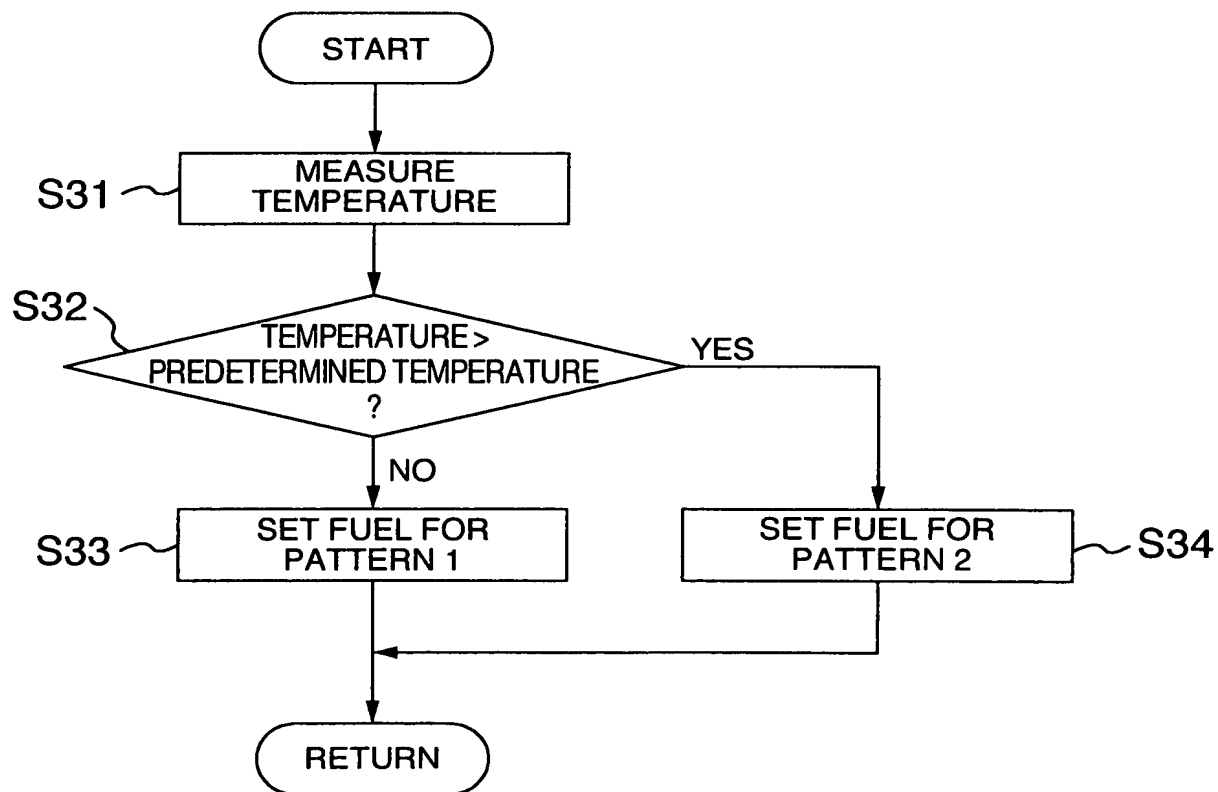 START
S31
MEASURE
TEMPERATURE
S32
TEMPERATURE >
PREDETERMINED TEMPERATURE
?
YES
NO
S33
SET FUEL FOR
PATTERN 1
SET FUEL FOR
PATTERN 2
S34
RETURN